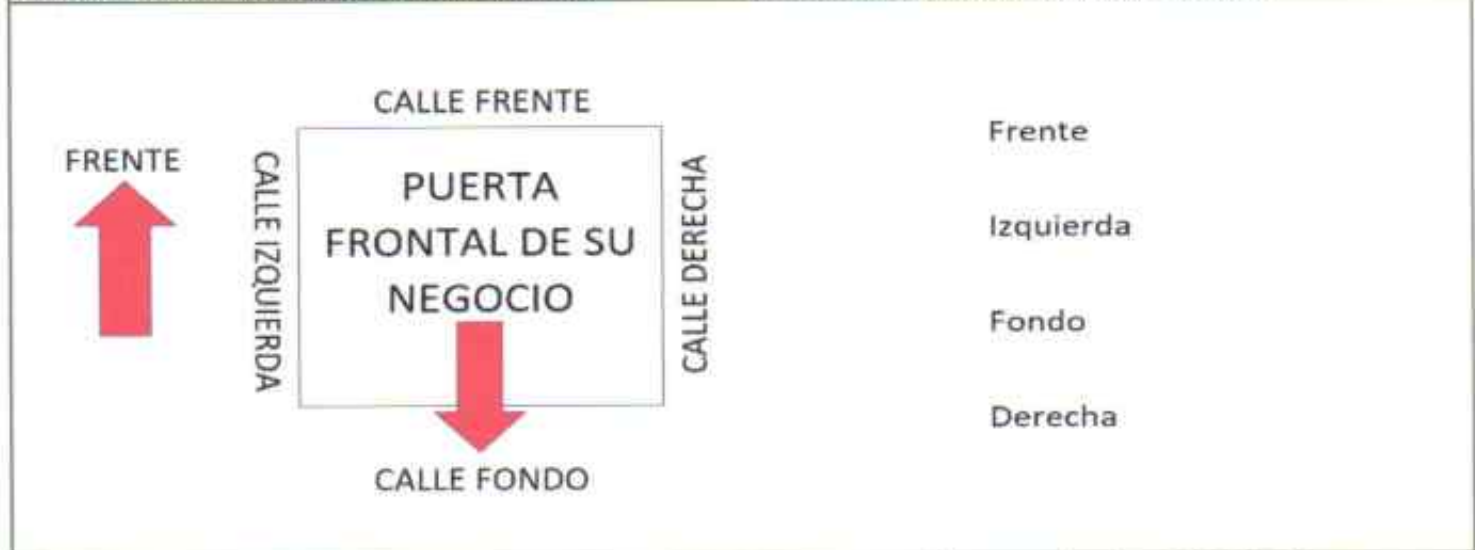 CALLE FRENTE
FRENTE
CALLE IZQUIERDA
PUERTA
FRONTAL DE SU
NEGOCIO
CALLE DERECHA
CALLE FONDO
Frente
Izquierda
Fondo
Derecha